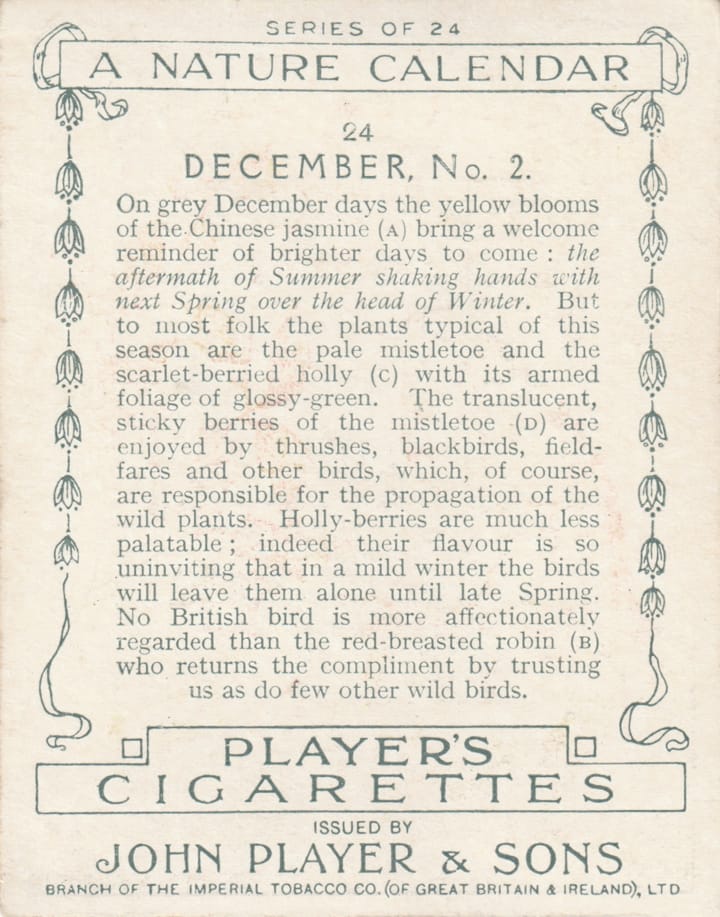 SERIES OF 24
A NATURE CALENDAR
24
DECEMBER, No. 2.
On grey December days the yellow blooms
of the Chinese jasmine (A) bring a welcome
reminder of brighter days to come : the
aftermath of Summer shaking hands with
next Spring over the head of Winter. But
to most folk the plants typical of this
season are the pale mistletoe and the
scarlet-berried holly (C) with its armed
foliage of glossy-green. The translucent,
sticky berries of the mistletoe (D) are
enjoyed by thrushes, blackbirds, field-
fares and other birds, which, of course,
are responsible for the propagation of the
wild plants. Holly-berries are much less
palatable ; indeed their flavour is so
uninviting that in a mild winter the birds
will leave them alone until late Spring.
No British bird is more affectionately
regarded than the red-breasted robin (B)
who returns the compliment by trusting
us as do few other wild birds.
PLAYER'S
CIGARETTES
ISSUED BY
JOHN PLAYER & SONS
BRANCH OF THE IMPERIAL TOBACCO CO. (OF GREAT BRITAIN & IRELAND), LTD